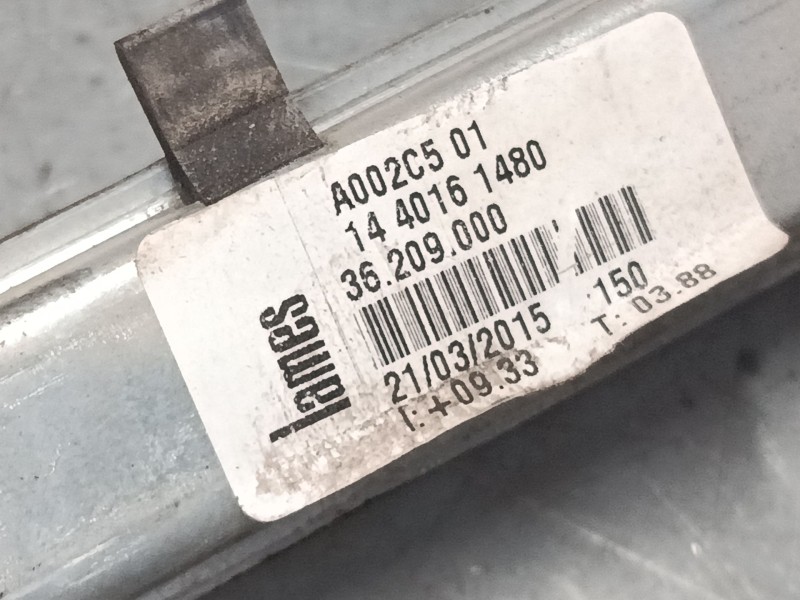 A002C5 01
14 4016 1480
36.209.000
21/03/2015 150
T: +09.33 T: 03.88
lames